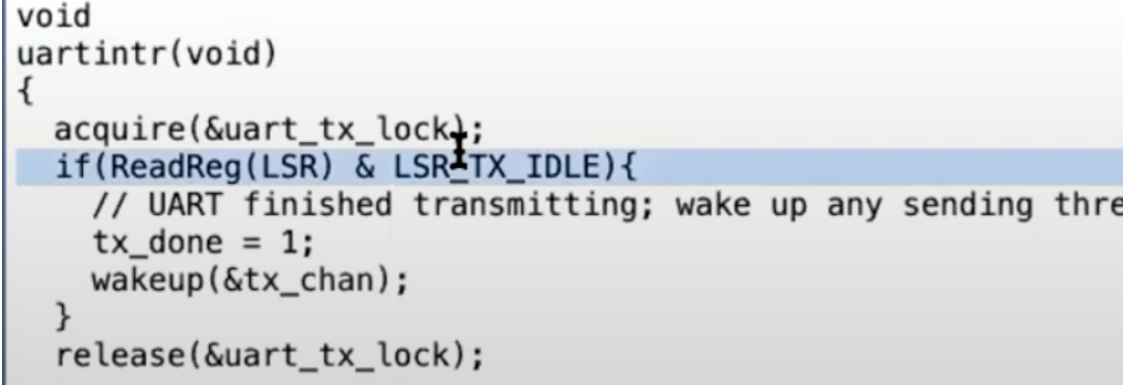 void
uartintr(void)
{
acquire(&uart_tx_lock);
if(ReadReg(LSR) & LSR_TX_IDLE){
// UART finished transmitting; wake up any sending
tx_done = 1;
wakeup(&tx_chan);
}
release(&uart_tx_lock);